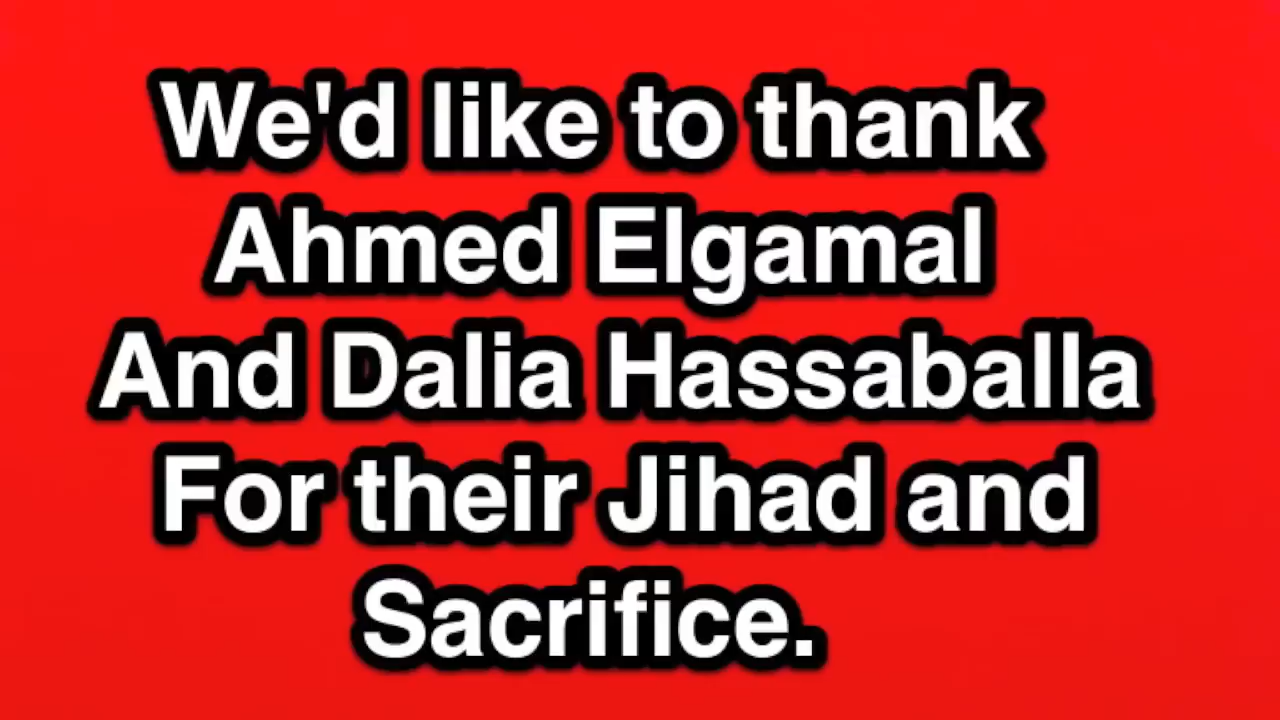 We'd like to thank
Ahmed Elgamal
And Dalia Hassaballa
For their Jihad and
Sacrifice.